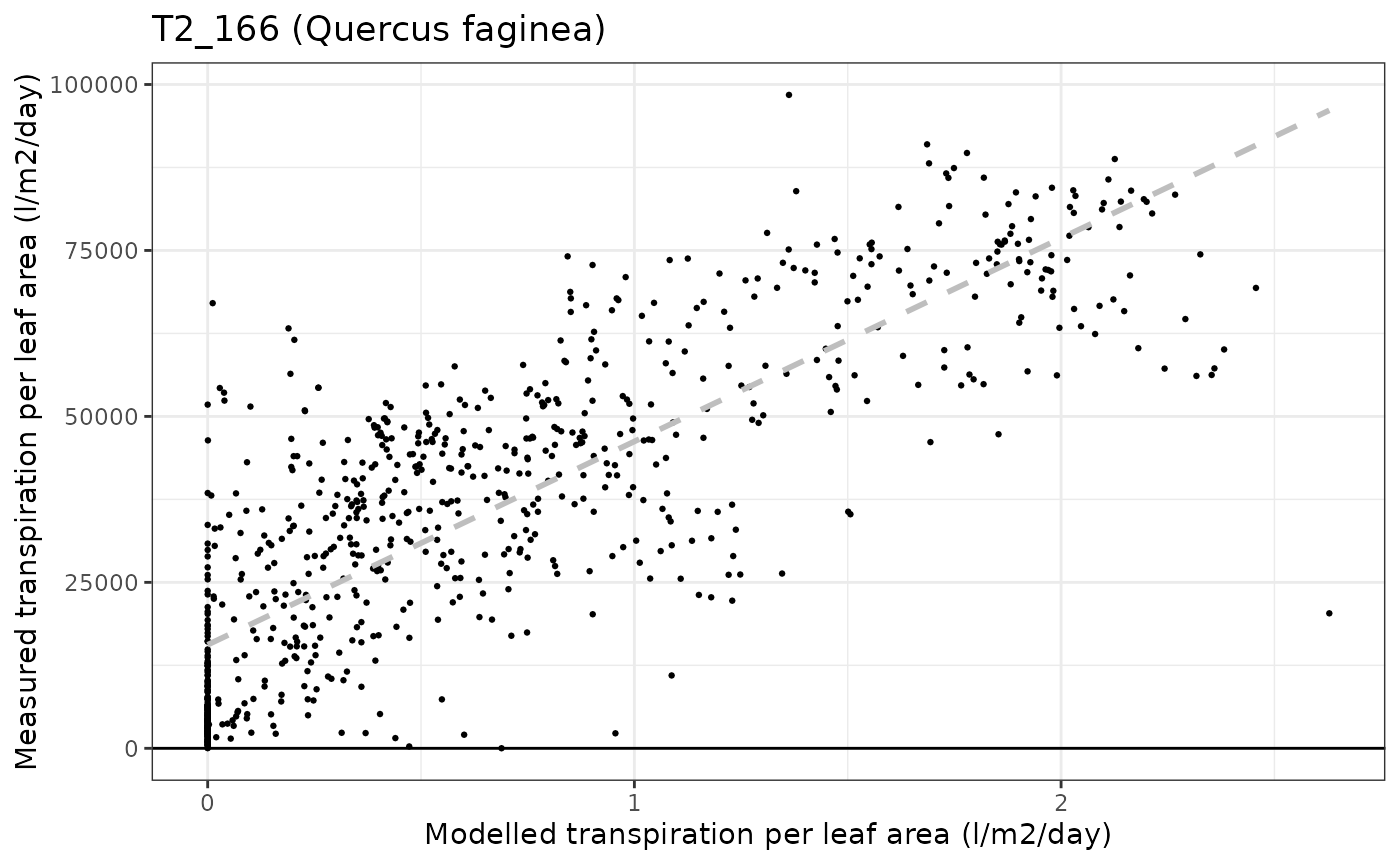 T2_166 (Quercus faginea)
Measured transpiration per leaf area (l/m2/day)
100000
75000
50000
25000
0
0
1
2
Modelled transpiration per leaf area (l/m2/day)